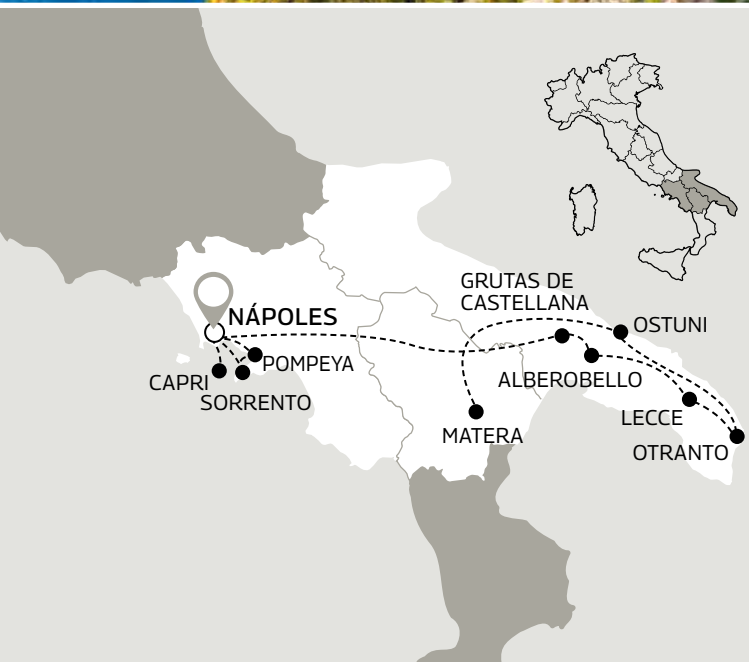 GRUTAS DE
CASTELLANA
NÁPOLES
OSTUNI
POMPEYA
CAPRI
ALBEROBELLO
SORRENTO
LECCE
MATERA
OTRANTO